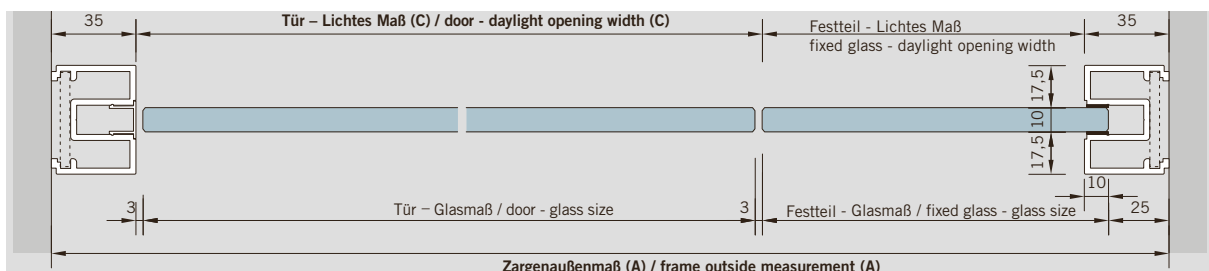 35
Tür – Lichtes Maß (C) / door - daylight opening width (C)
Festteil - Lichtes Maß
fixed glass - daylight opening width
35
17,5
10
17,5
10
3
Tür – Glasmaß / door - glass size
3
Festteil - Glasmaß / fixed glass - glass size
25
Zargenaußenmaß (A) / frame outside measurement (A)